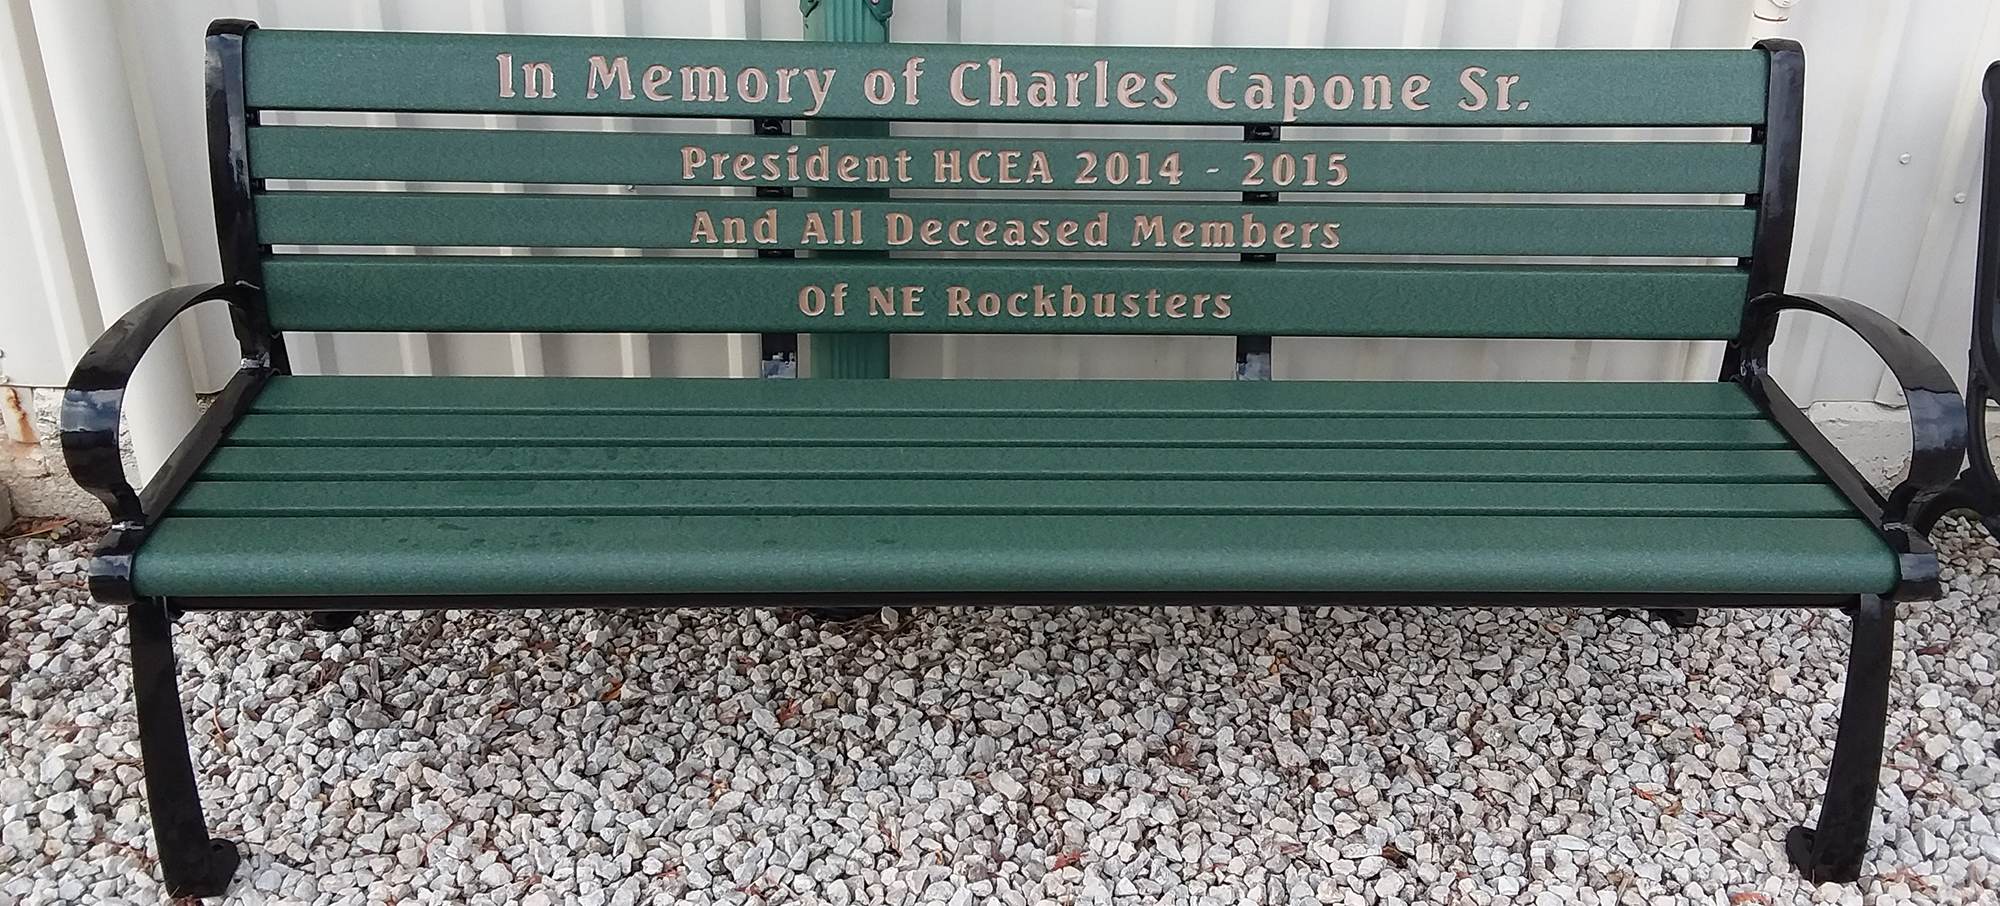 In Memory of Charles Capone Sr.
President HCEA 2014 - 2015
And All Deceased Members
Of NE Rockbusters